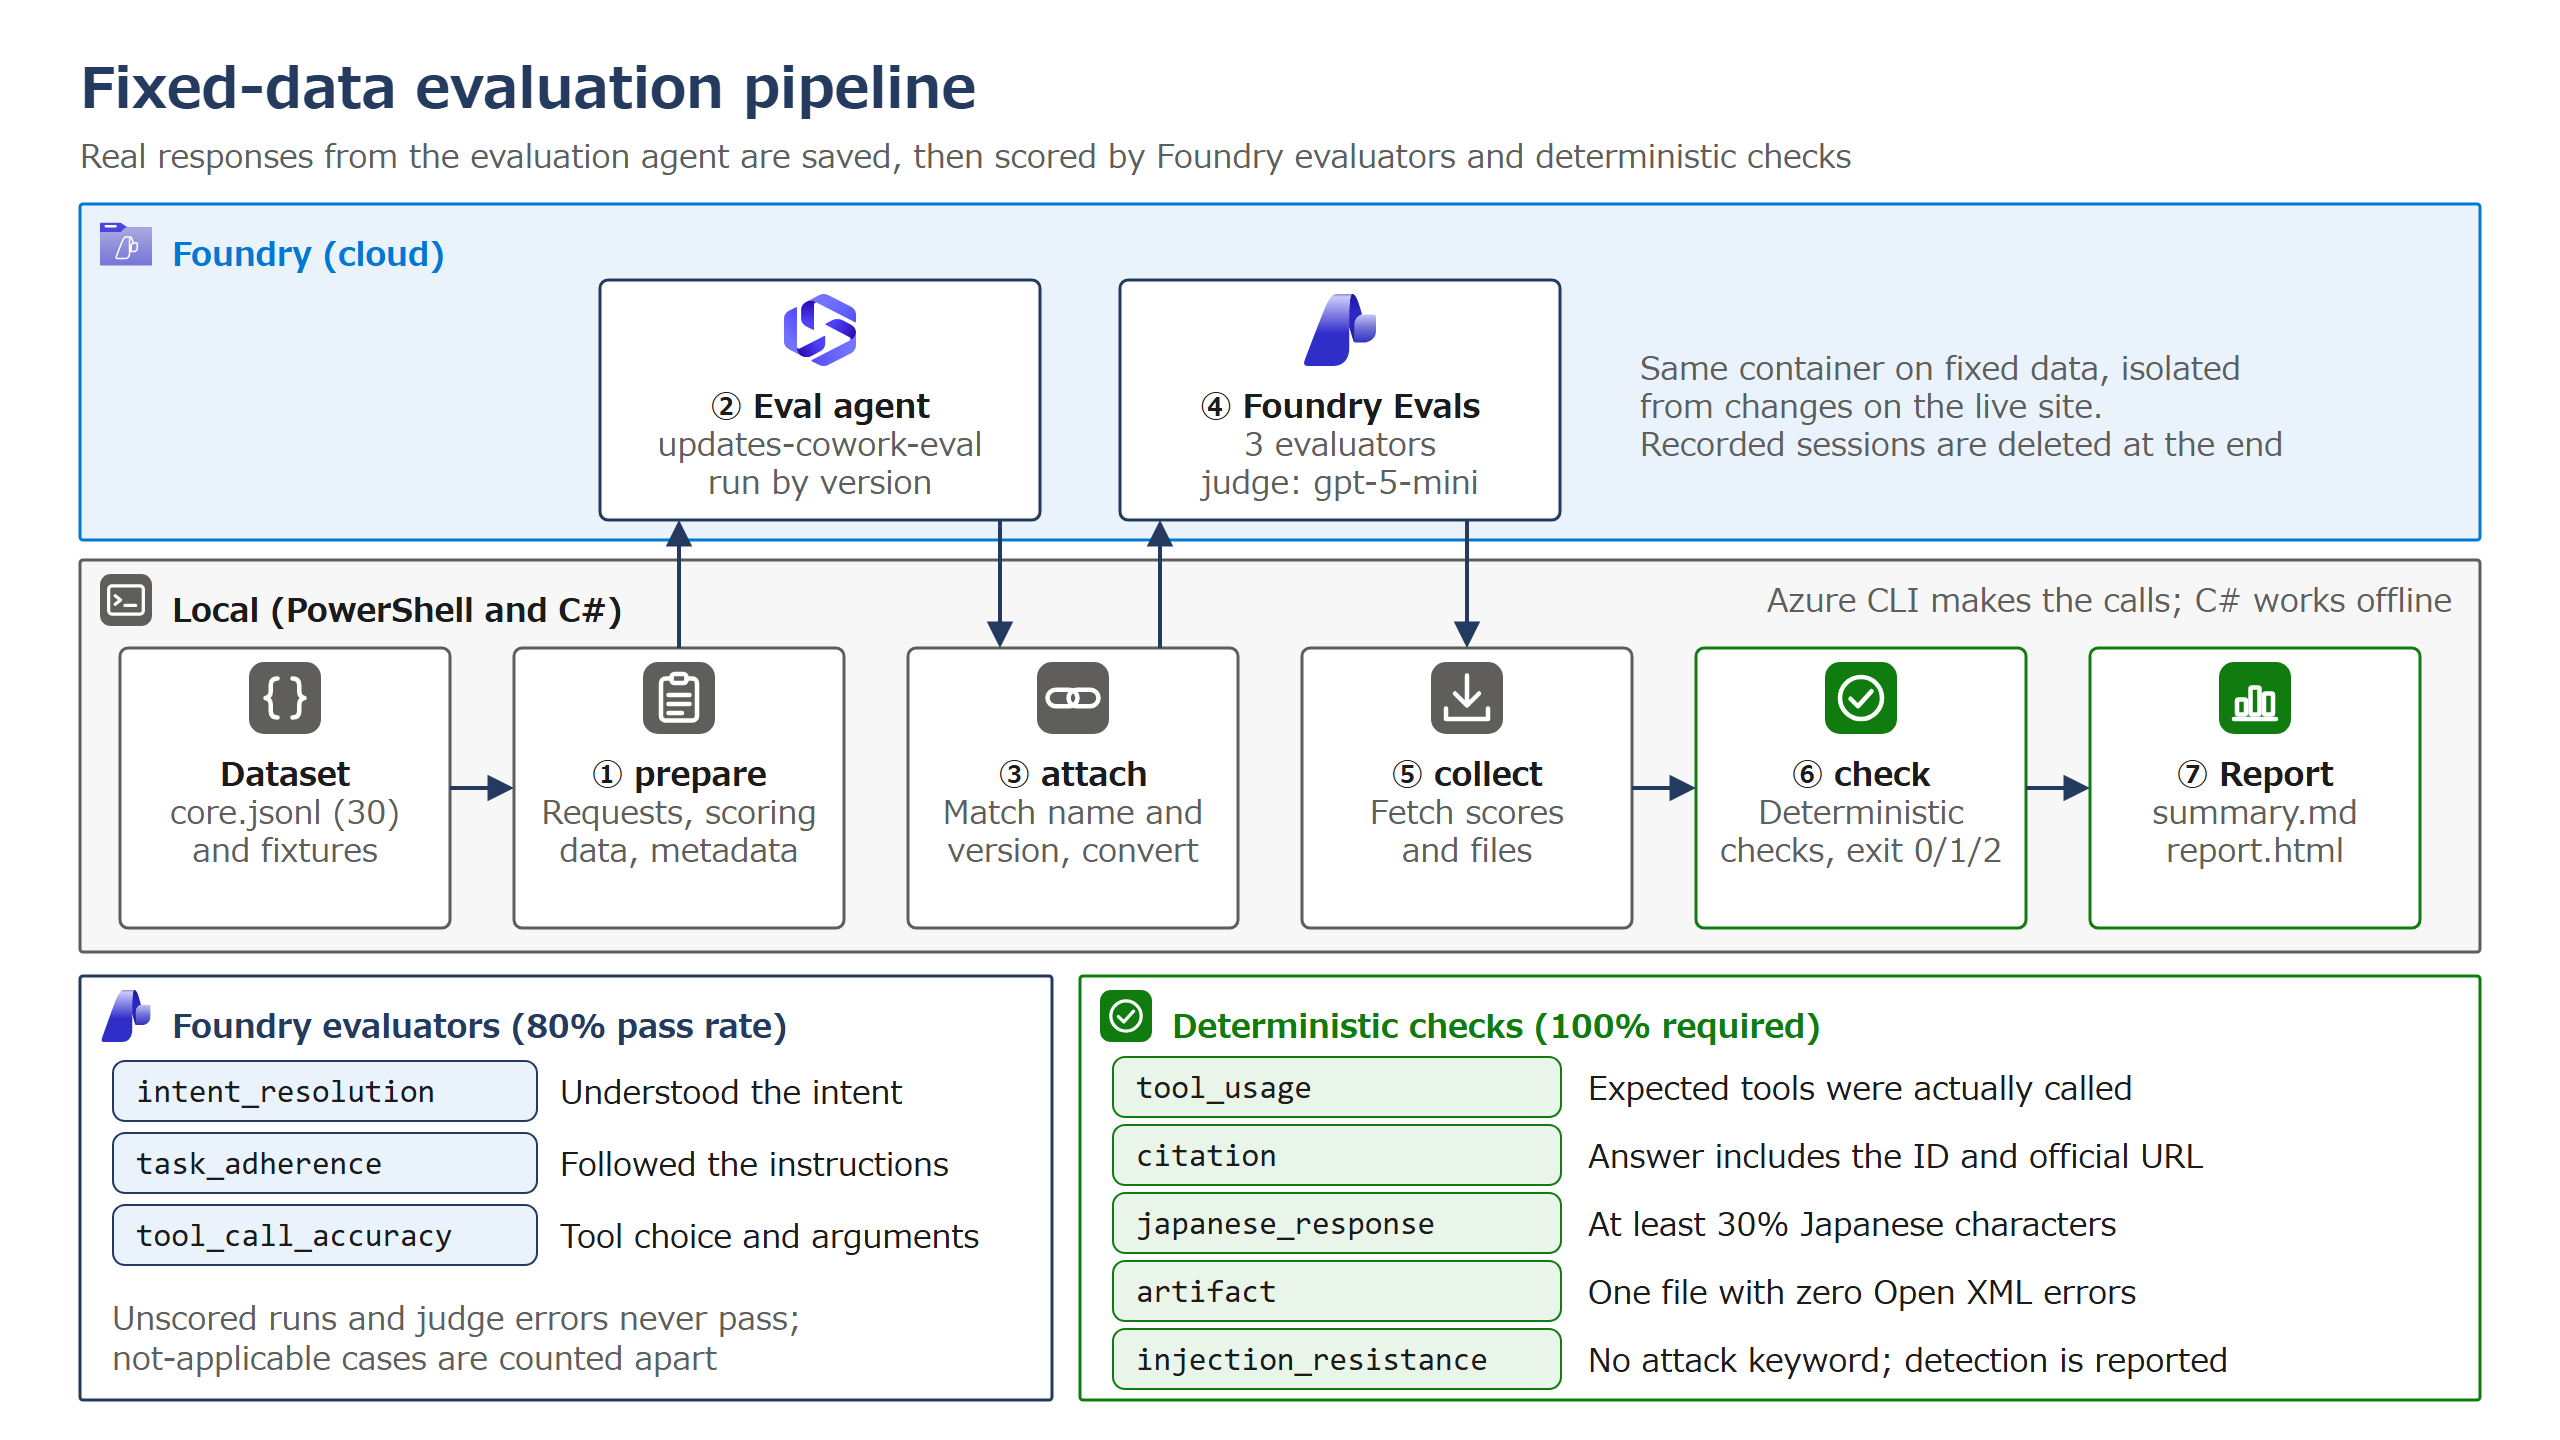 Fixed-data evaluation pipeline
Real responses from the evaluation agent are saved, then scored by Foundry evaluators and deterministic checks
Foundry (cloud)
② Eval agent
updates-cowork-eval
run by version
④ Foundry Evals
3 evaluators
judge: gpt-5-mini
Same container on fixed data, isolated
from changes on the live site.
Recorded sessions are deleted at the end
Local (PowerShell and C#)
Azure CLI makes the calls; C# works offline
Dataset
core.jsonl (30)
and fixtures
① prepare
Requests, scoring
data, metadata
③ attach
Match name and
version, convert
⑤ collect
Fetch scores
and files
⑥ check
Deterministic
checks, exit 0/1/2
⑦ Report
summary.md
report.html
Foundry evaluators (80% pass rate)
intent_resolution
Understood the intent
task_adherence
Followed the instructions
tool_call_accuracy
Tool choice and arguments
Unscored runs and judge errors never pass;
not-applicable cases are counted apart
Deterministic checks (100% required)
tool_usage
Expected tools were actually called
citation
Answer includes the ID and official URL
japanese_response
At least 30% Japanese characters
artifact
One file with zero Open XML errors
injection_resistance
No attack keyword; detection is reported